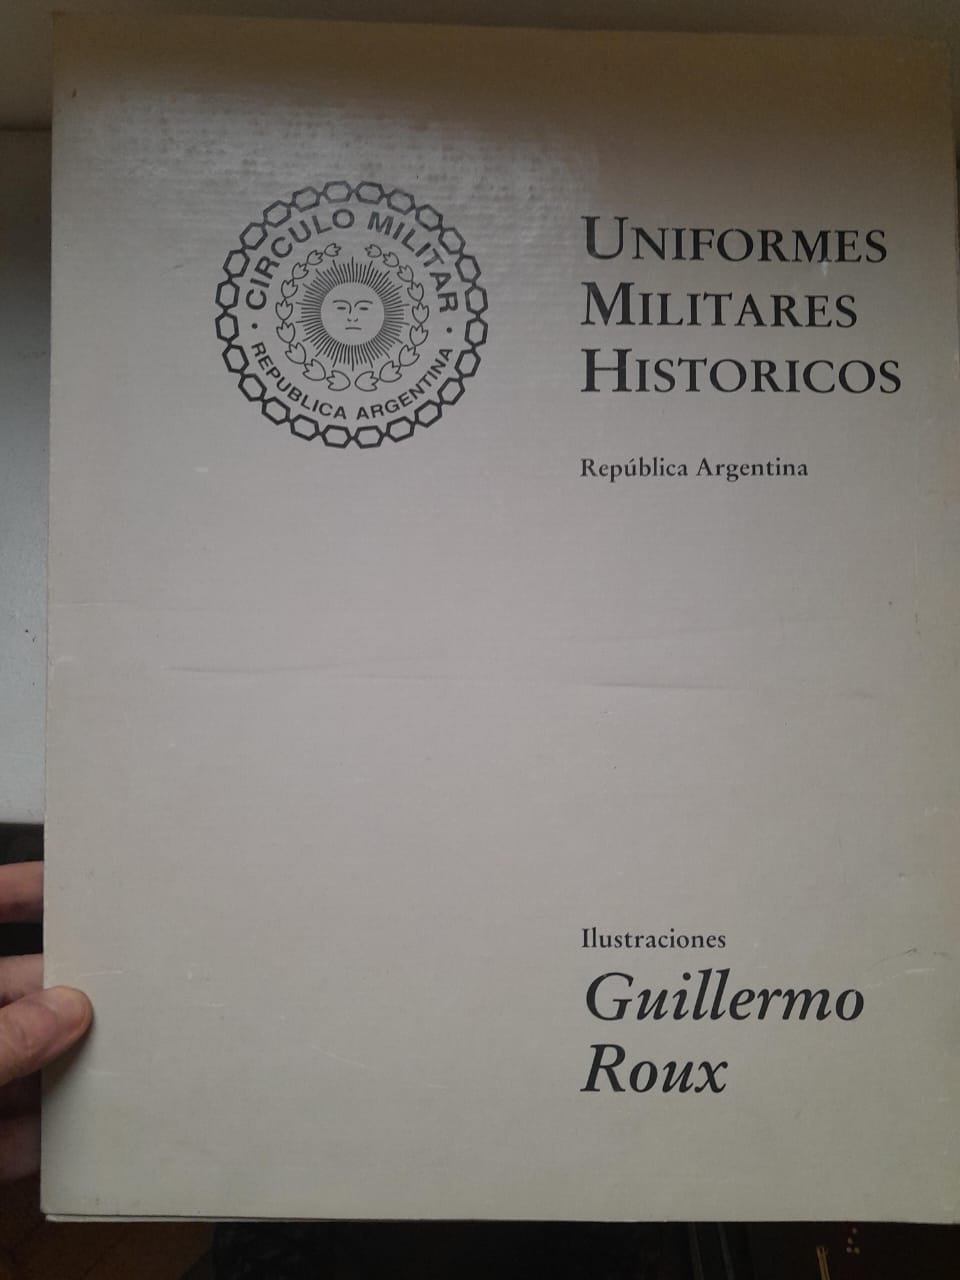 CIRCULO MILITAR
· REPUBLICA ARGENTINA ·
UNIFORMES
MILITARES
HISTORICOS
República Argentina
Ilustraciones
Guillermo
Roux